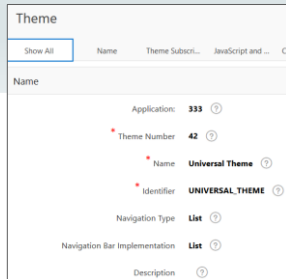 Theme
Show All Name Theme Subscri... JavaScript and ...
Name
Application: 333 ?
* Theme Number 42 ?
* Name Universal Theme ?
* Identifier UNIVERSAL_THEME ?
Navigation Type List ?
Navigation Bar Implementation List ?
Description ?